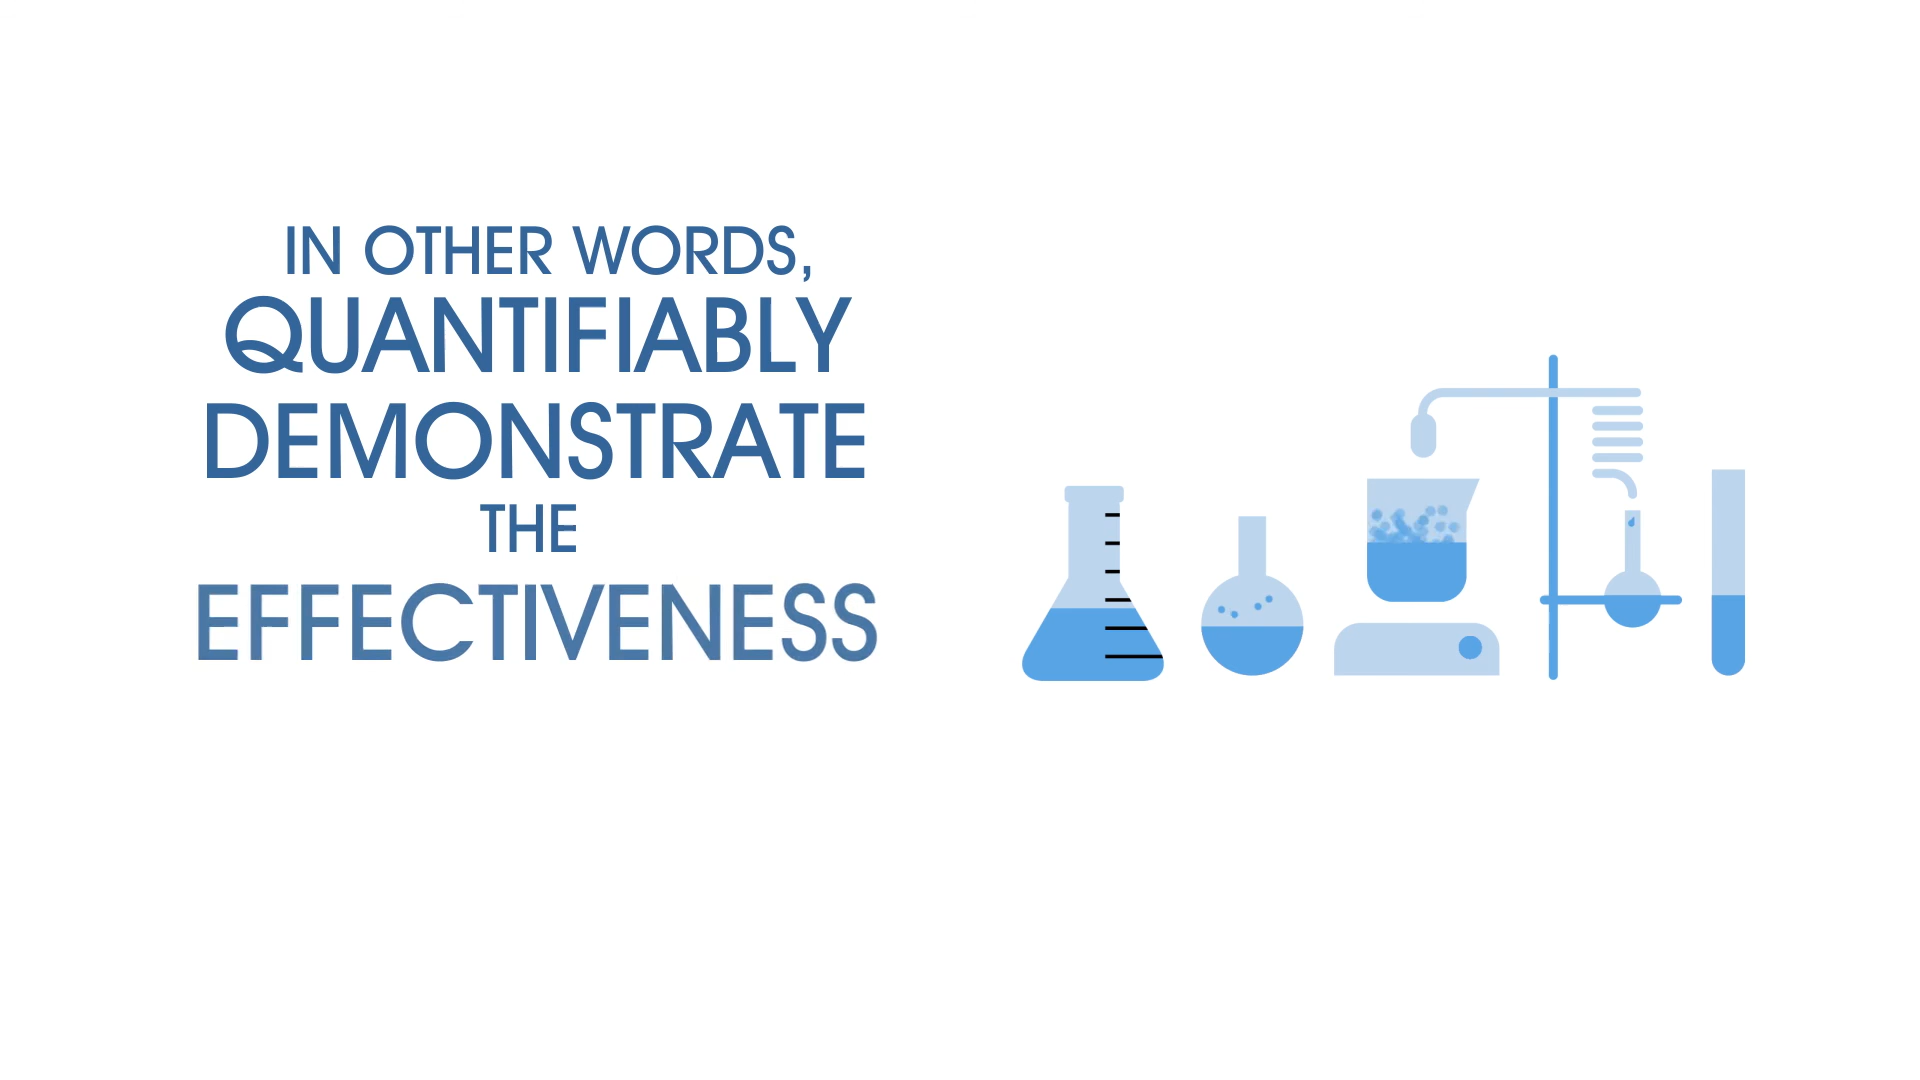 IN OTHER WORDS,
QUANTIFIABLY
DEMONSTRATE
THE
EFFECTIVENESS